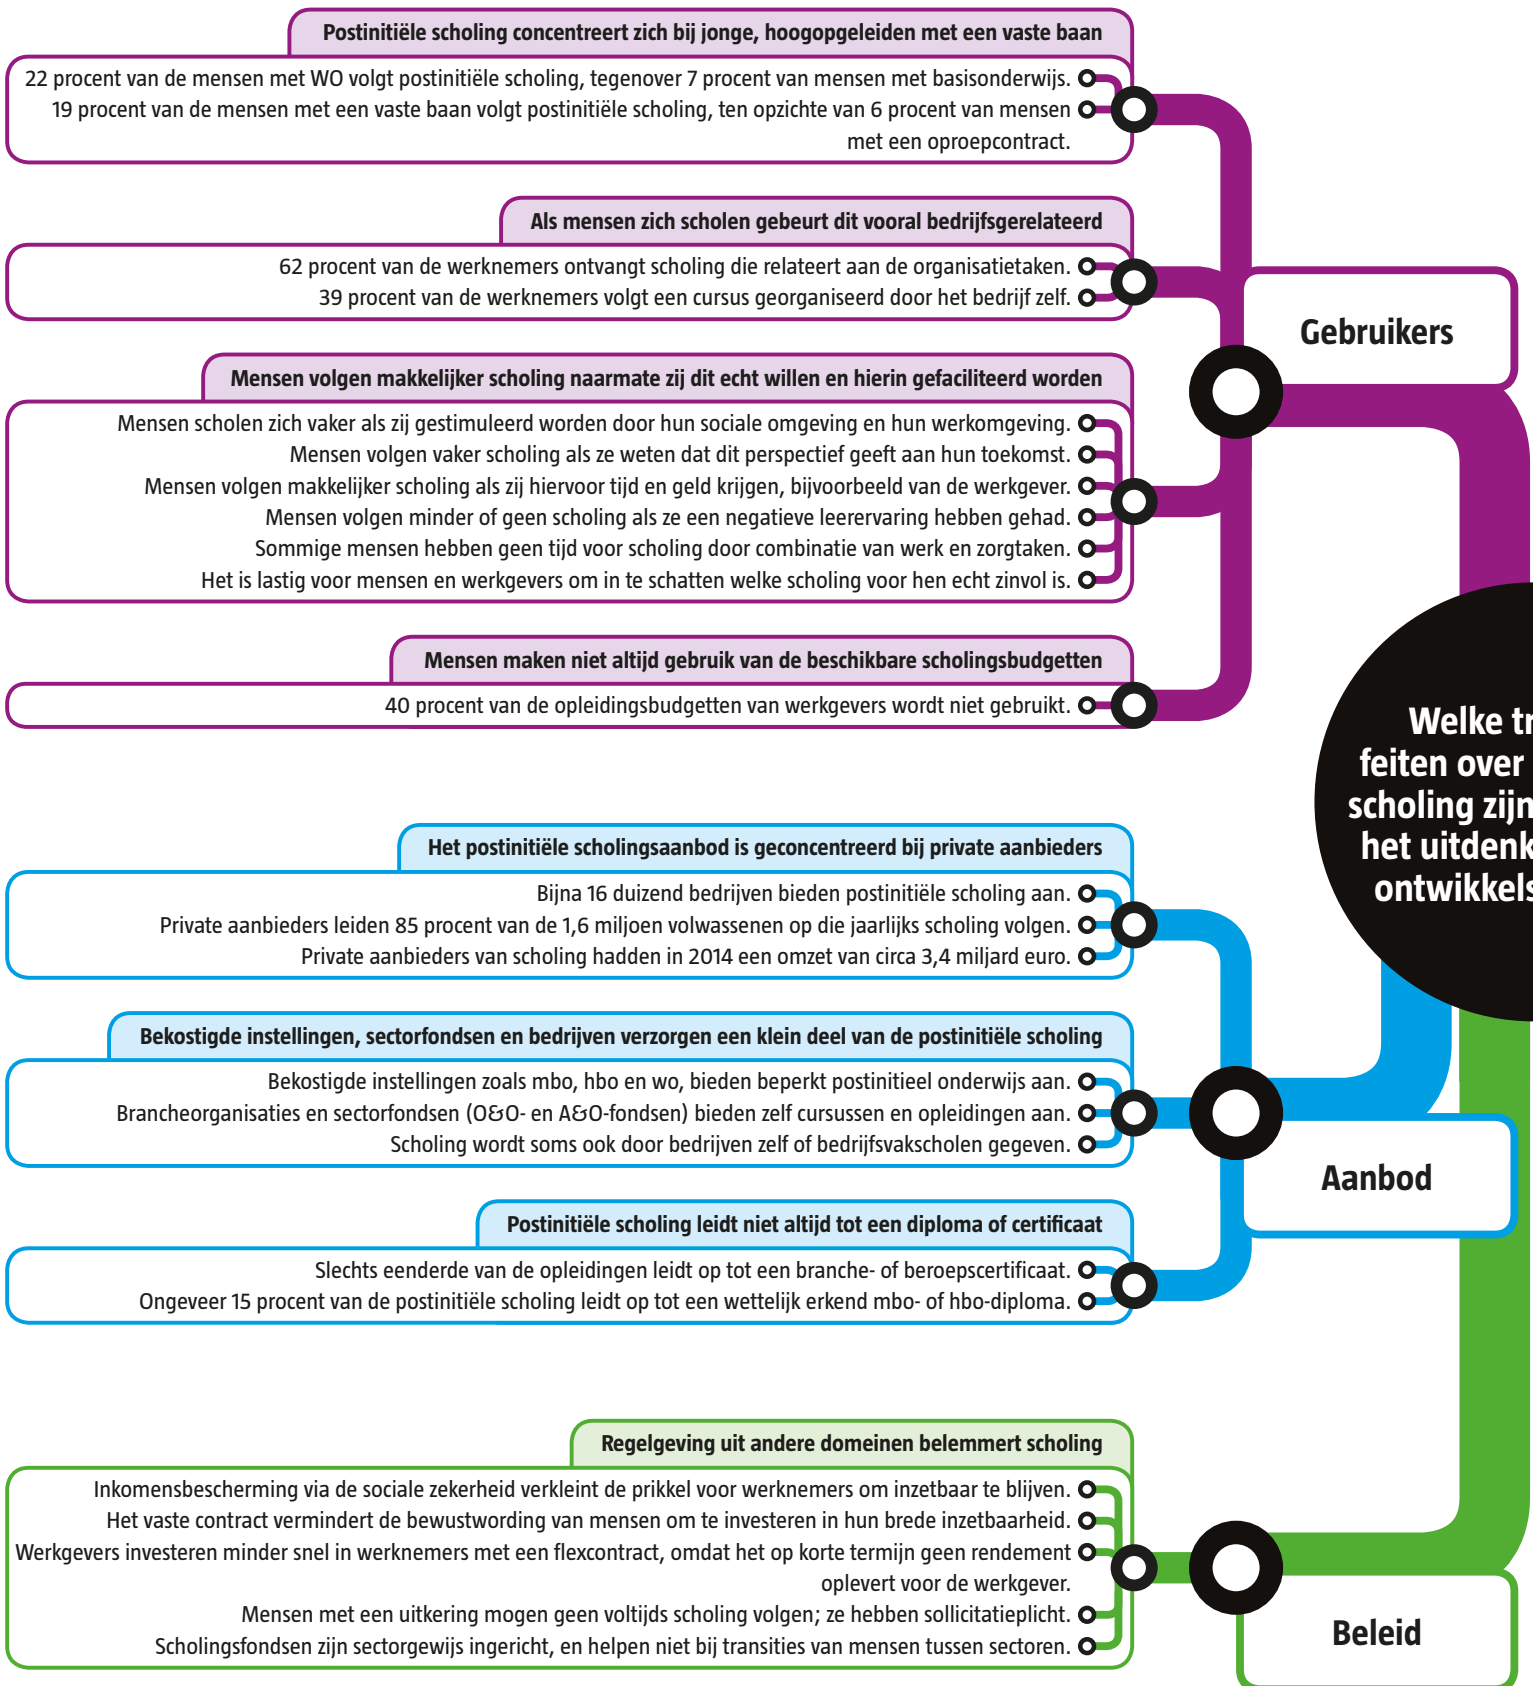 Postinitiële scholing concentreert zich bij jonge, hoogopgeleiden met een vaste baan
22 procent van de mensen met WO volgt postinitiële scholing, tegenover 7 procent van mensen met basisonderwijs.
19 procent van de mensen met een vaste baan volgt postinitiële scholing, ten opzichte van 6 procent van mensen
met een oproepcontract.
Als mensen zich scholen gebeurt dit vooral bedrijfsgerelateerd
62 procent van de werknemers ontvangt scholing die relateert aan de organisatietaken.
39 procent van de werknemers volgt een cursus georganiseerd door het bedrijf zelf.
Gebruikers
Mensen volgen makkelijker scholing naarmate zij dit echt willen en hierin gefaciliteerd worden
Mensen scholen zich vaker als zij gestimuleerd worden door hun sociale omgeving en hun werkomgeving.
Mensen volgen vaker scholing als ze weten dat dit perspectief geeft aan hun toekomst.
Mensen volgen makkelijker scholing als zij hiervoor tijd en geld krijgen, bijvoorbeeld van de werkgever.
Mensen volgen minder of geen scholing als ze een negatieve leerervaring hebben gehad.
Sommige mensen hebben geen tijd voor scholing door combinatie van werk en zorgtaken.
Het is lastig voor mensen en werkgevers om in te schatten welke scholing voor hen echt zinvol is.
Mensen maken niet altijd gebruik van de beschikbare scholingsbudgetten
40 procent van de opleidingsbudgetten van werkgevers wordt niet gebruikt.
Welke
feiten over
scholing zijn
het
Het postinitiële scholingsaanbod is geconcentreerd bij private aanbieders
Bijna 16 duizend bedrijven bieden postinitiële scholing aan.
Private aanbieders leiden 85 procent van de 1,6 miljoen volwassenen op die jaarlijks scholing volgen.
Private aanbieders van scholing hadden in 2014 een omzet van circa 3,4 miljard euro.
Bekostigde instellingen, sectorfondsen en bedrijven verzorgen een klein deel van de postinitiële scholing
Bekostigde instellingen zoals mbo, hbo en wo, bieden beperkt postinitieel onderwijs aan.
Brancheorganisaties en sectorfondsen (O&O- en A&O-fondsen) bieden zelf cursussen en opleidingen aan.
Scholing wordt soms ook door bedrijven zelf of bedrijfsvakscholen gegeven.
Aanbod
Postinitiële scholing leidt niet altijd tot een diploma of certificaat
Slechts eenderde van de opleidingen leidt op tot een branche- of beroepscertificaat.
Ongeveer 15 procent van de postinitiële scholing leidt op tot een wettelijk erkend mbo- of hbo-diploma.
Regelgeving uit andere domeinen belemmert scholing
Inkomensbescherming via de sociale zekerheid verkleint de prikkel voor werknemers om inzetbaar te blijven.
Het vaste contract vermindert de bewustwording van mensen om te investeren in hun brede inzetbaarheid.
Werkgevers investeren minder snel in werknemers met een flexcontract, omdat het op korte termijn geen rendement
oplevert voor de werkgever.
Mensen met een uitkering mogen geen voltijds scholing volgen; ze hebben sollicitatieplicht.
Scholingsfondsen zijn sectorgewijs ingericht, en helpen niet bij transities van mensen tussen sectoren.
Beleid